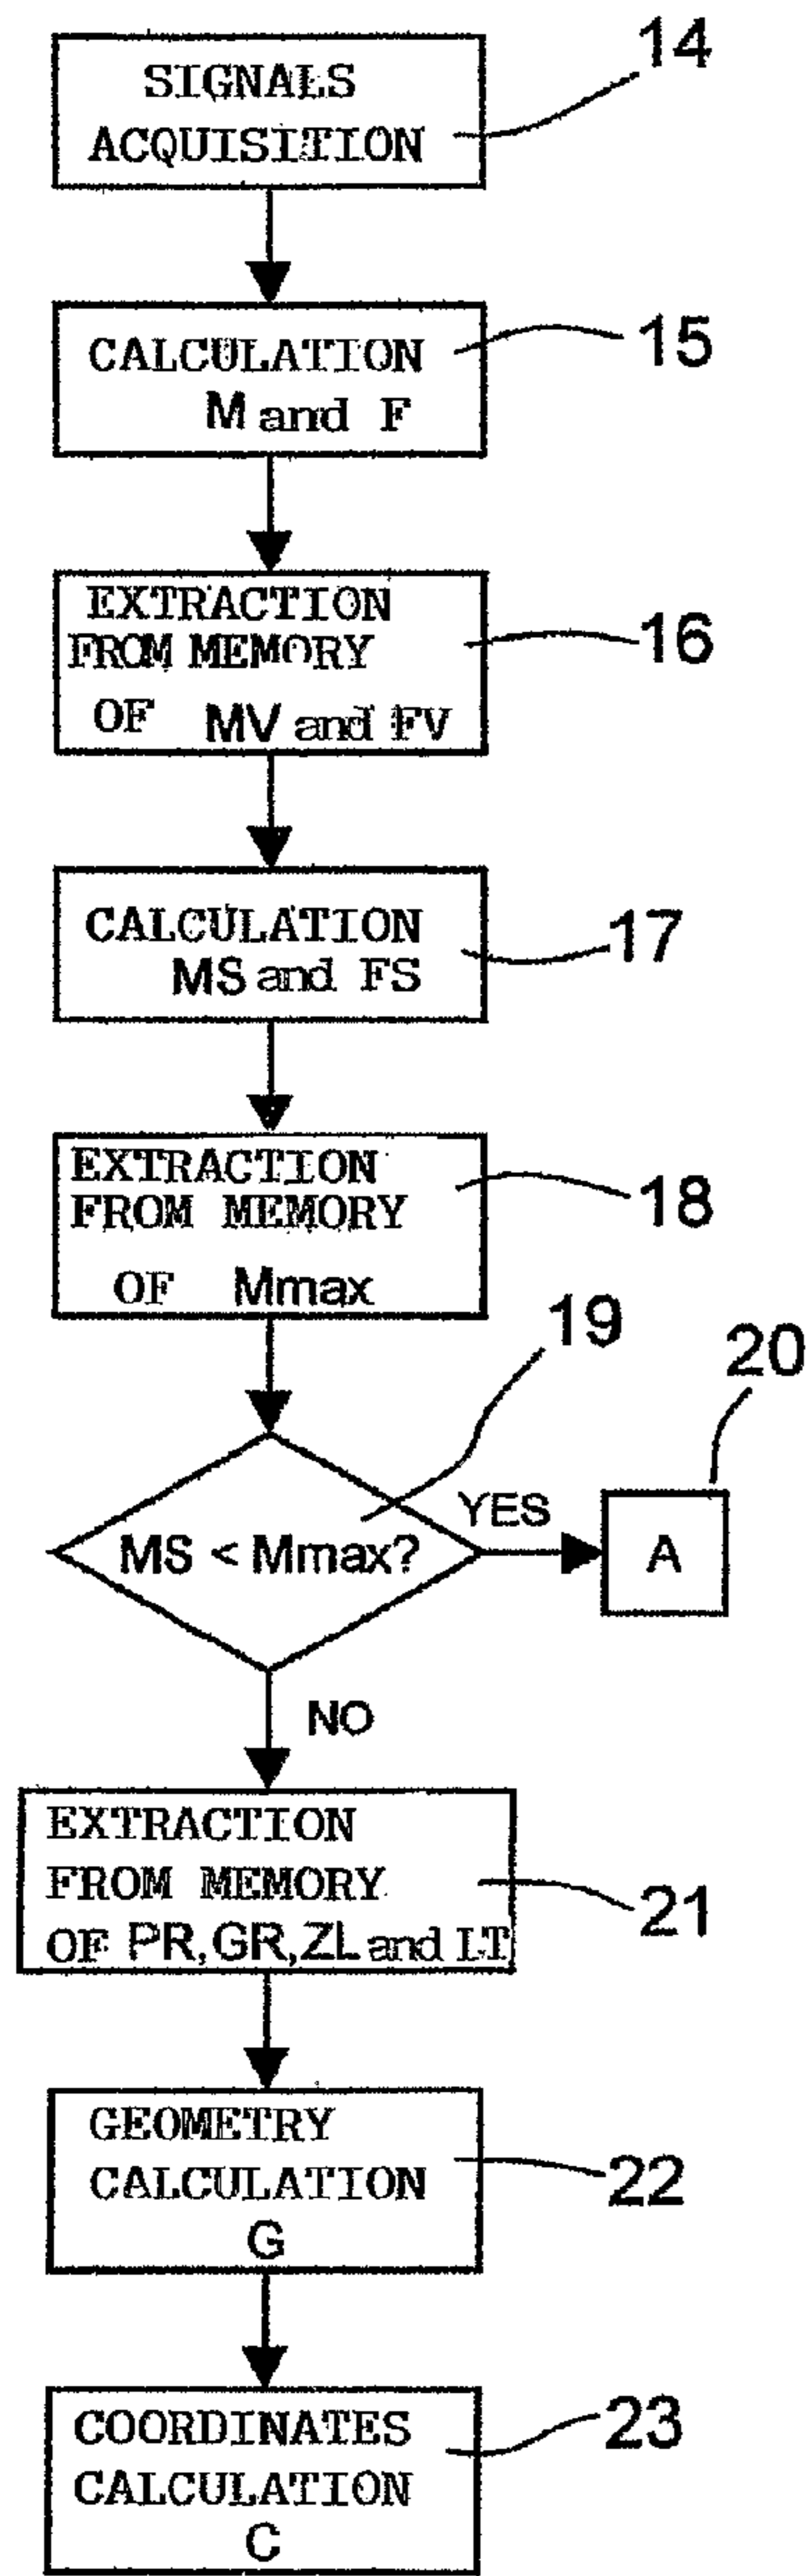 SIGNALS
ACQUISITION
14
CALCULATION
M and F
15
EXTRACTION
FROM MEMORY
OF MV and FV
16
CALCULATION
MS and FS
17
EXTRACTION
FROM MEMORY
OF Mmax
18
19
20
MS < Mmax?
YES
A
NO
EXTRACTION
FROM MEMORY
OF PR, GR, ZL and LT
21
GEOMETRY
CALCULATION
G
22
COORDINATES
CALCULATION
C
23